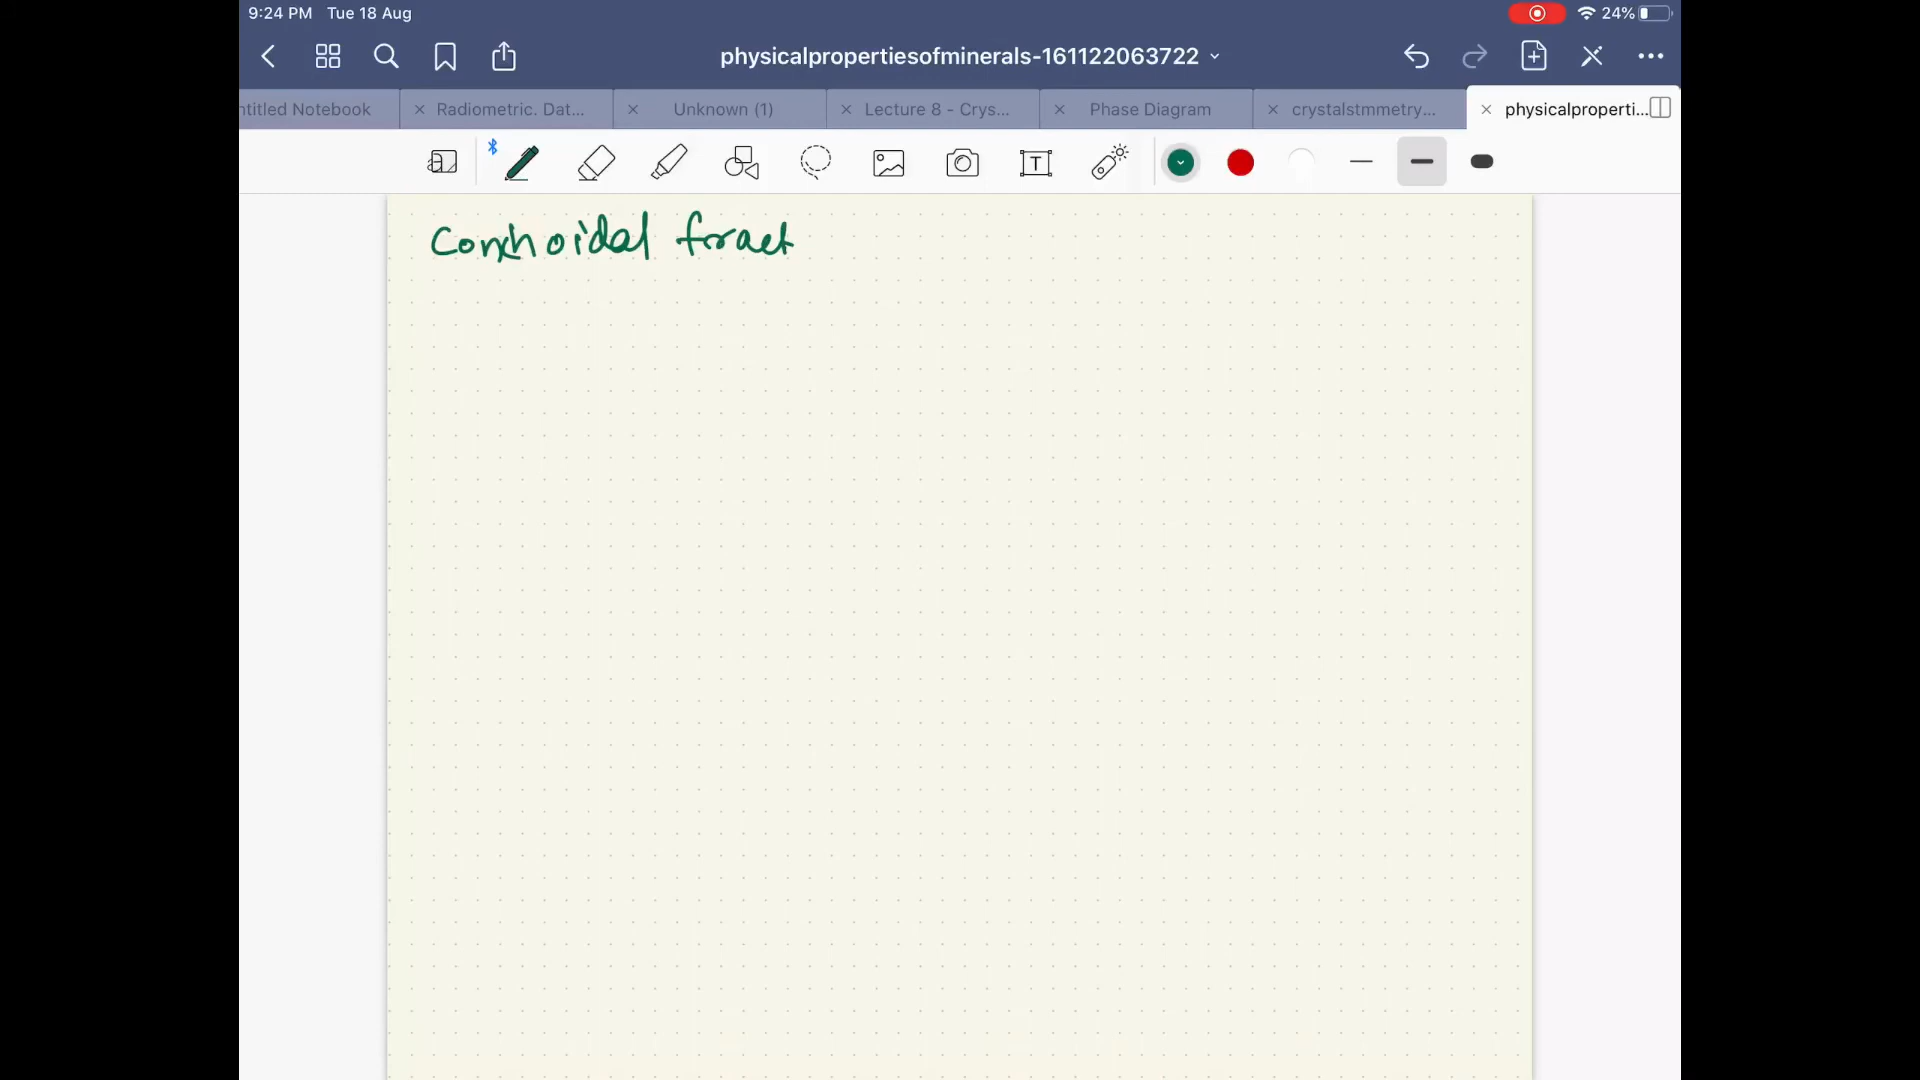 9:24 PM Tue 18 Aug 24%
physicalpropertiesofminerals-161122063722
ntitled Notebook Radiometric. Dat... Unknown (1) Lecture 8 - Crys... Phase Diagram crystalstmmetry... physicalproperti...
T
Conchoidal fract